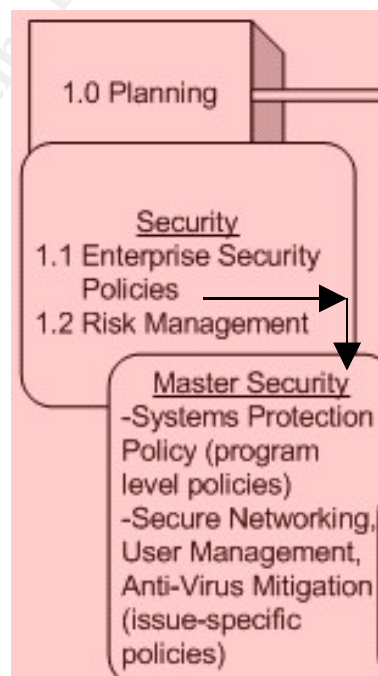 1.0 Planning
Security
1.1 Enterprise Security
Policies
1.2 Risk Management
Master Security
-Systems Protection
Policy (program
level policies)
-Secure Networking,
User Management,
Anti-Virus Mitigation
(issue-specific
policies)